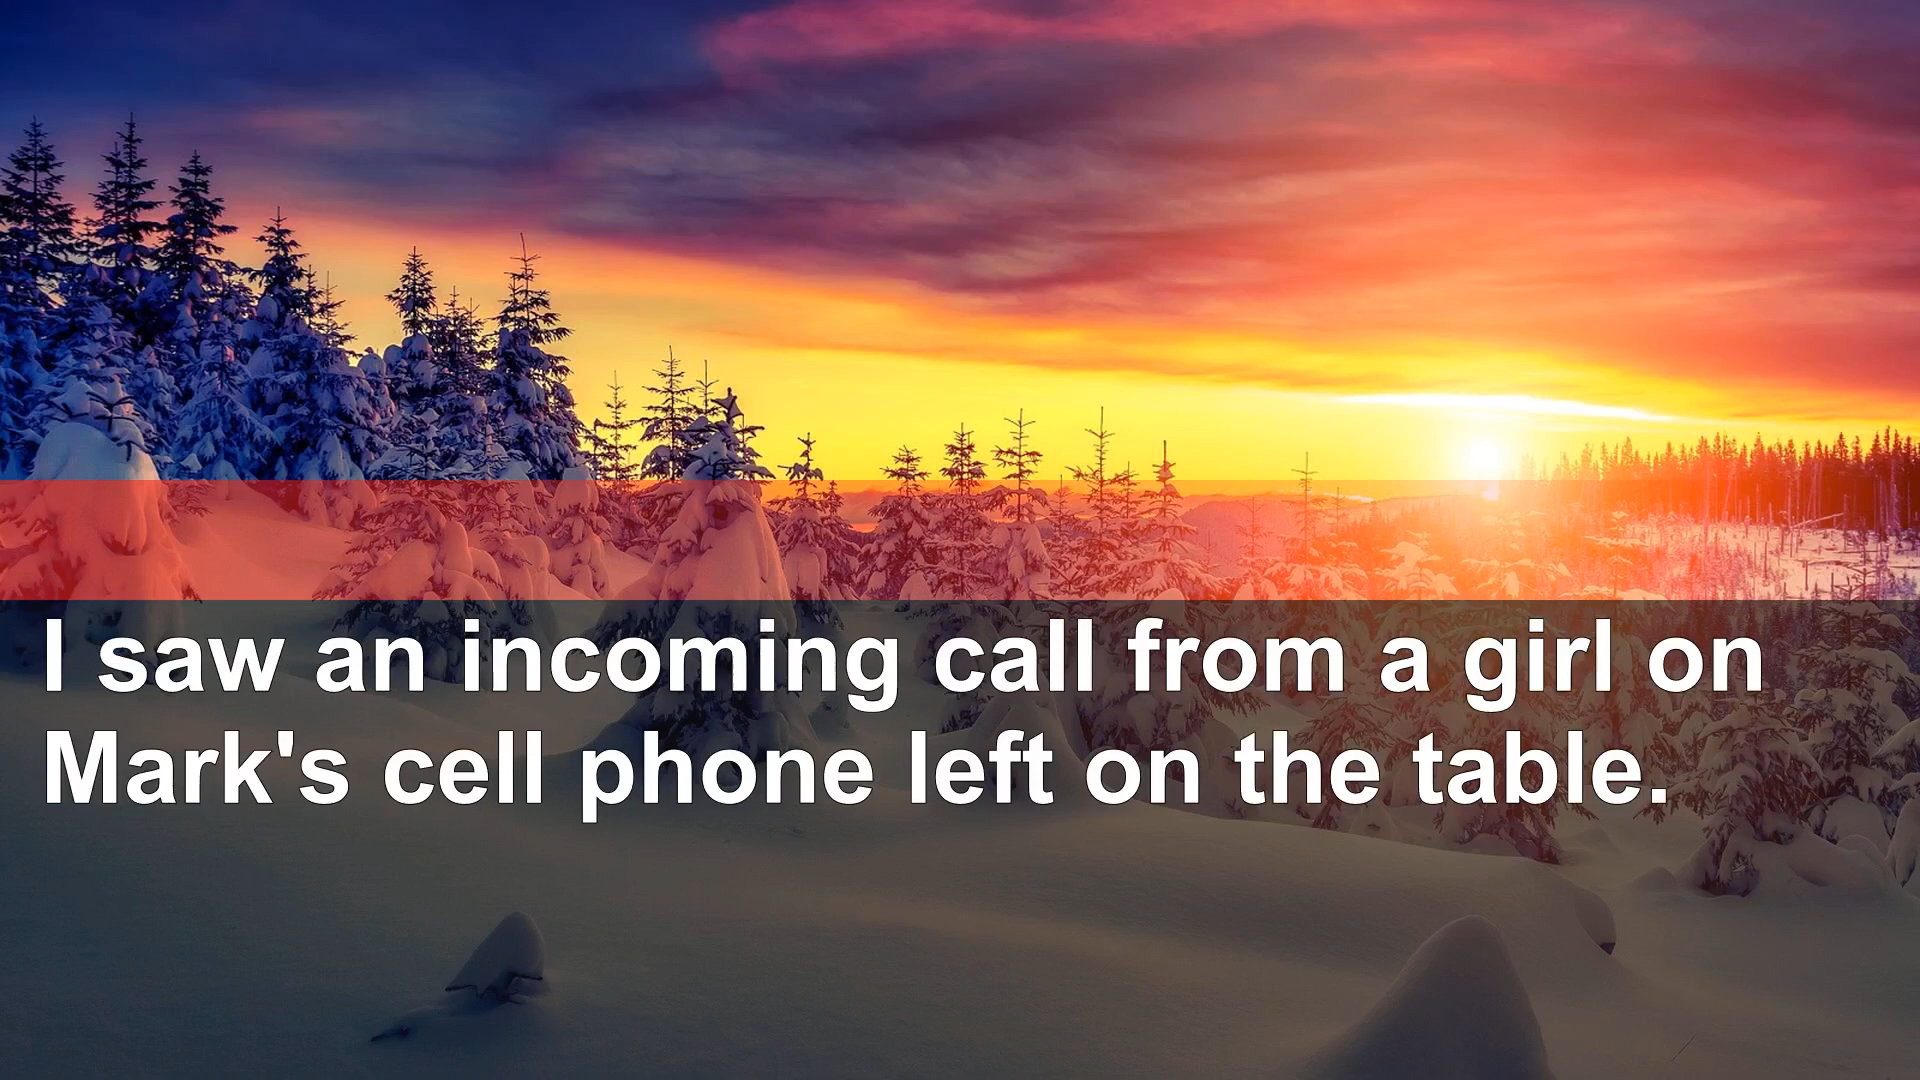 I saw an incoming call from a girl on
Mark's cell phone left on the table.